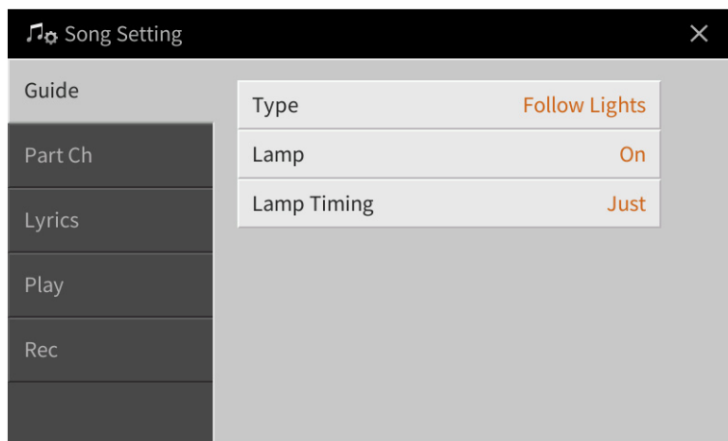 Song Setting
Guide
Type Follow Lights
Part Ch
Lamp On
Lyrics
Lamp Timing Just
Play
Rec